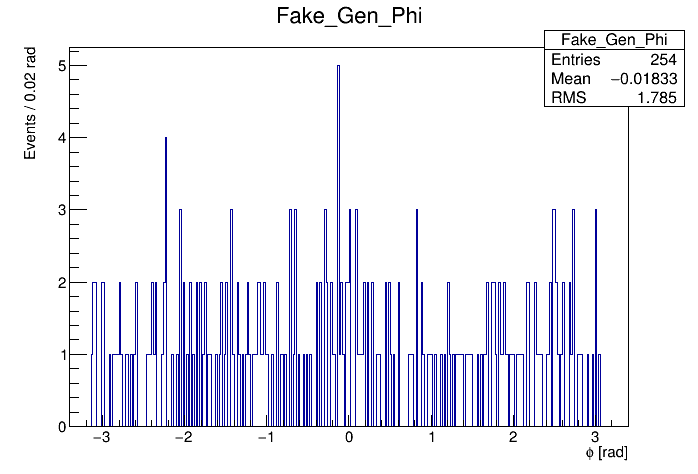 Fake_Gen_Phi
Fake_Gen_Phi
Entries 254
Mean −0.01833
RMS 1.785
Events / 0.02 rad
5
4
3
2
1
0
−3 −2 −1 0 1 2 3
ϕ [rad]